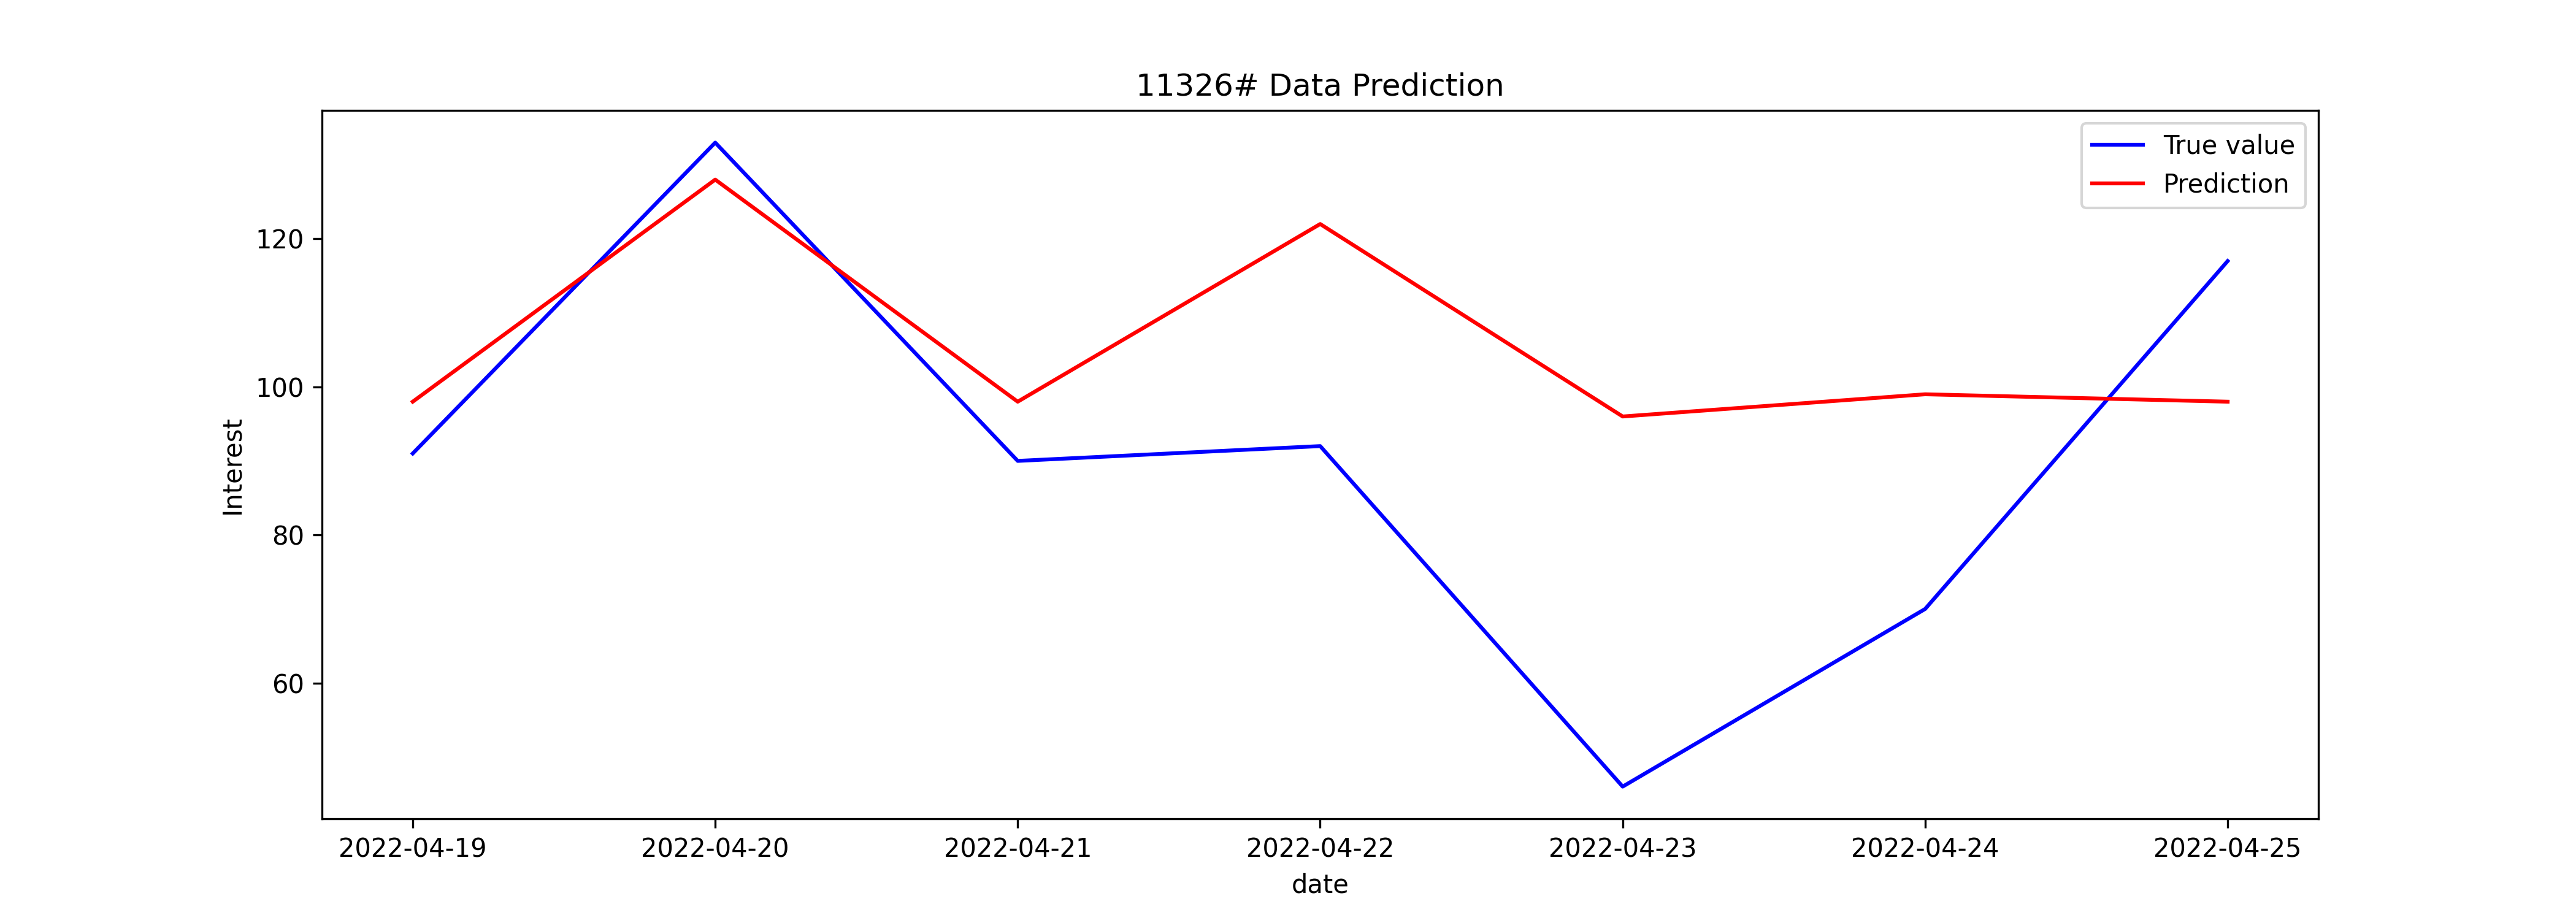 11326# Data Prediction
True value
Prediction
120
100
80
60
Interest
2022-04-19
2022-04-20
2022-04-21
2022-04-22
2022-04-23
2022-04-24
2022-04-25
date